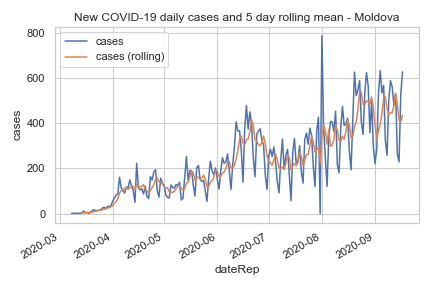 New COVID-19 daily cases and 5 day rolling mean - Moldova
cases
cases (rolling)
800
600
400
200
0
cases
2020-03
2020-04
2020-05
2020-06
2020-07
2020-08
2020-09
dateRep